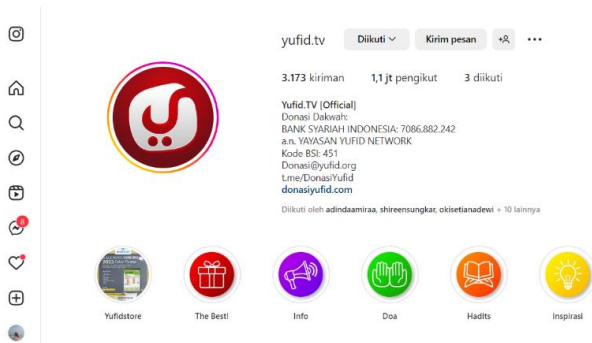 yufid.tv Diikuti Kirim pesan
3.173 kiriman 1,1 jt pengikut 3 diikuti
Yufid.TV [Official]
Donasi Dakwah:
BANK SYARIAH INDONESIA: 7086.882.242
a.n. YAYASAN YUFID NETWORK
Kode BSI: 451
Donasi@yufid.org
t.me/DonasiYufid
donasiyufid.com
Diikuti oleh adindaamiraa, shireensungkar, okisetianadewi + 10 lainnya
8
Yufidstore The Best! Info Doa Hadits Inspirasi